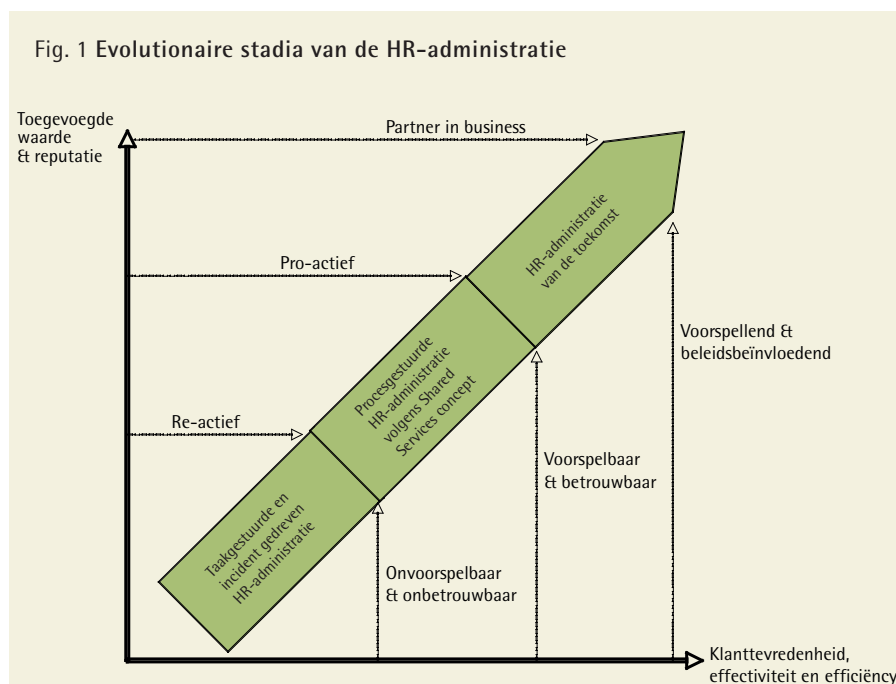 Fig. 1 Evolutionaire stadia van de HR-administratie
Toegevoegde
waarde
& reputatie
Partner in business
HR-administratie
van de toekomst
Pro-actief
Voorspellend &
beleidsbeïnvloedend
Procesgestuurde
HR-administratie
volgens Shared
Services concept
Re-actief
Voorspelbaar
& betrouwbaar
Taakgestuurde en
incident gedreven
HR-administratie
Onvoorspelbaar
& onbetrouwbaar
Klanttevredenheid,
effectiviteit en efficiëncy